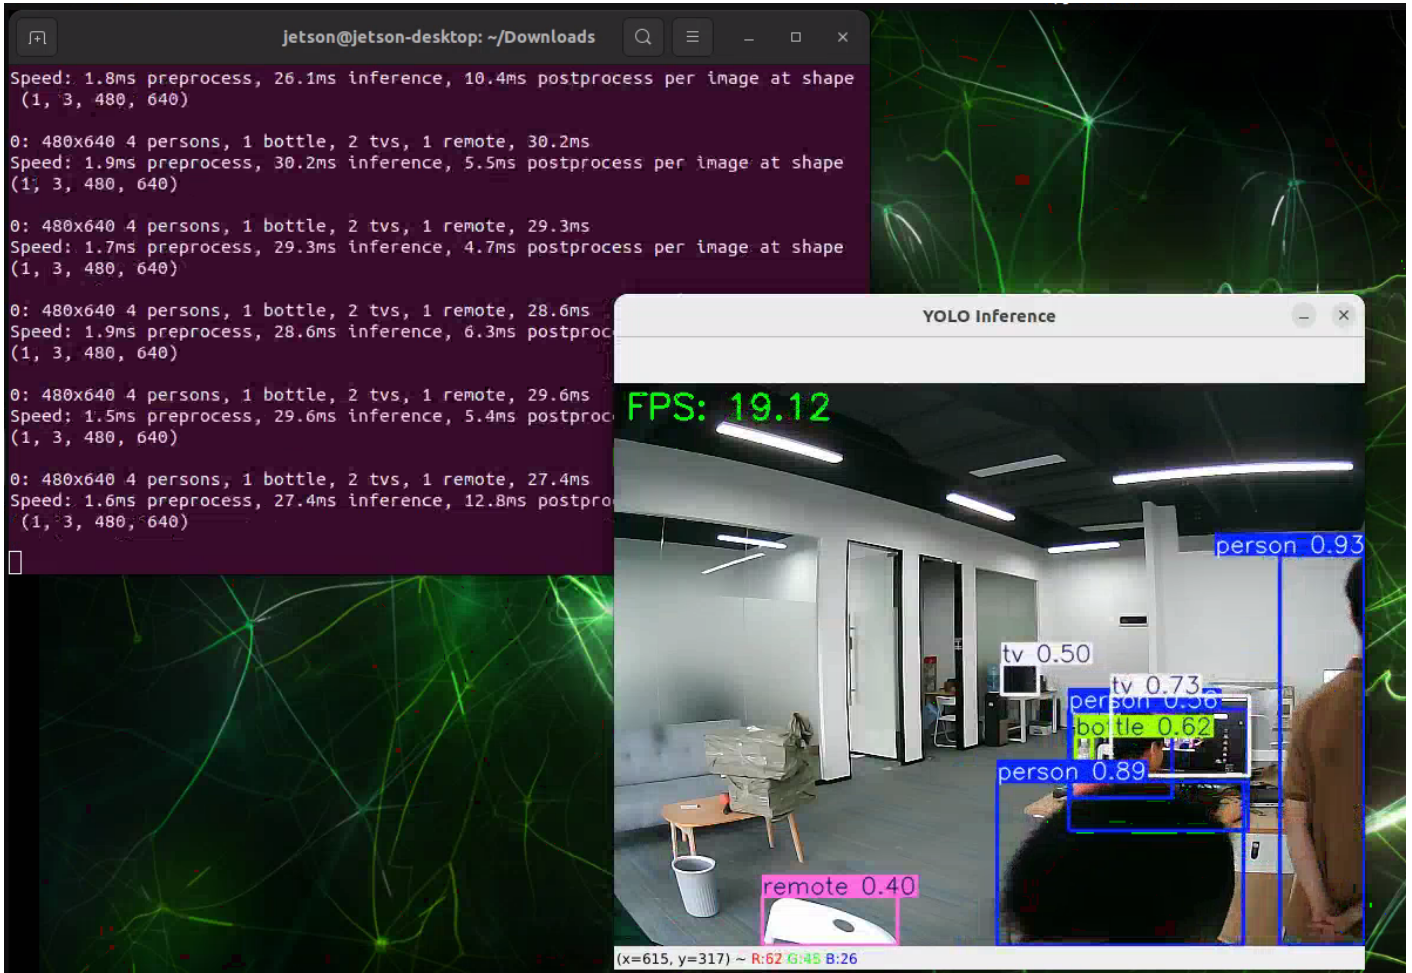 jetson@jetson-desktop: ~/Downloads
Speed: 1.8ms preprocess, 26.1ms inference, 10.4ms postprocess per image at shape
(1, 3, 480, 640)
0: 480x640 4 persons, 1 bottle, 2 tvs, 1 remote, 30.2ms
Speed: 1.9ms preprocess, 30.2ms inference, 5.5ms postprocess per image at shape
(1, 3, 480, 640)
0: 480x640 4 persons, 1 bottle, 2 tvs, 1 remote, 29.3ms
Speed: 1.7ms preprocess, 29.3ms inference, 4.7ms postprocess per image at shape
(1, 3, 480, 640)
0: 480x640 4 persons, 1 bottle, 2 tvs, 1 remote, 28.6ms
Speed: 1.9ms preprocess, 28.6ms inference, 6.3ms postproc
(1, 3, 480, 640)
0: 480x640 4 persons, 1 bottle, 2 tvs, 1 remote, 29.6ms
Speed: 1.5ms preprocess, 29.6ms inference, 5.4ms postproc
(1, 3, 480, 640)
0: 480x640 4 persons, 1 bottle, 2 tvs, 1 remote, 27.4ms
Speed: 1.6ms preprocess, 27.4ms inference, 12.8ms postpro
(1, 3, 480, 640)
YOLO Inference
FPS: 19.12
person 0.93
tv 0.50
tv 0.73
person
bottle 0.62
person 0.89
remote 0.40
(x=615, y=317) ~ R:62 G:45 B:26